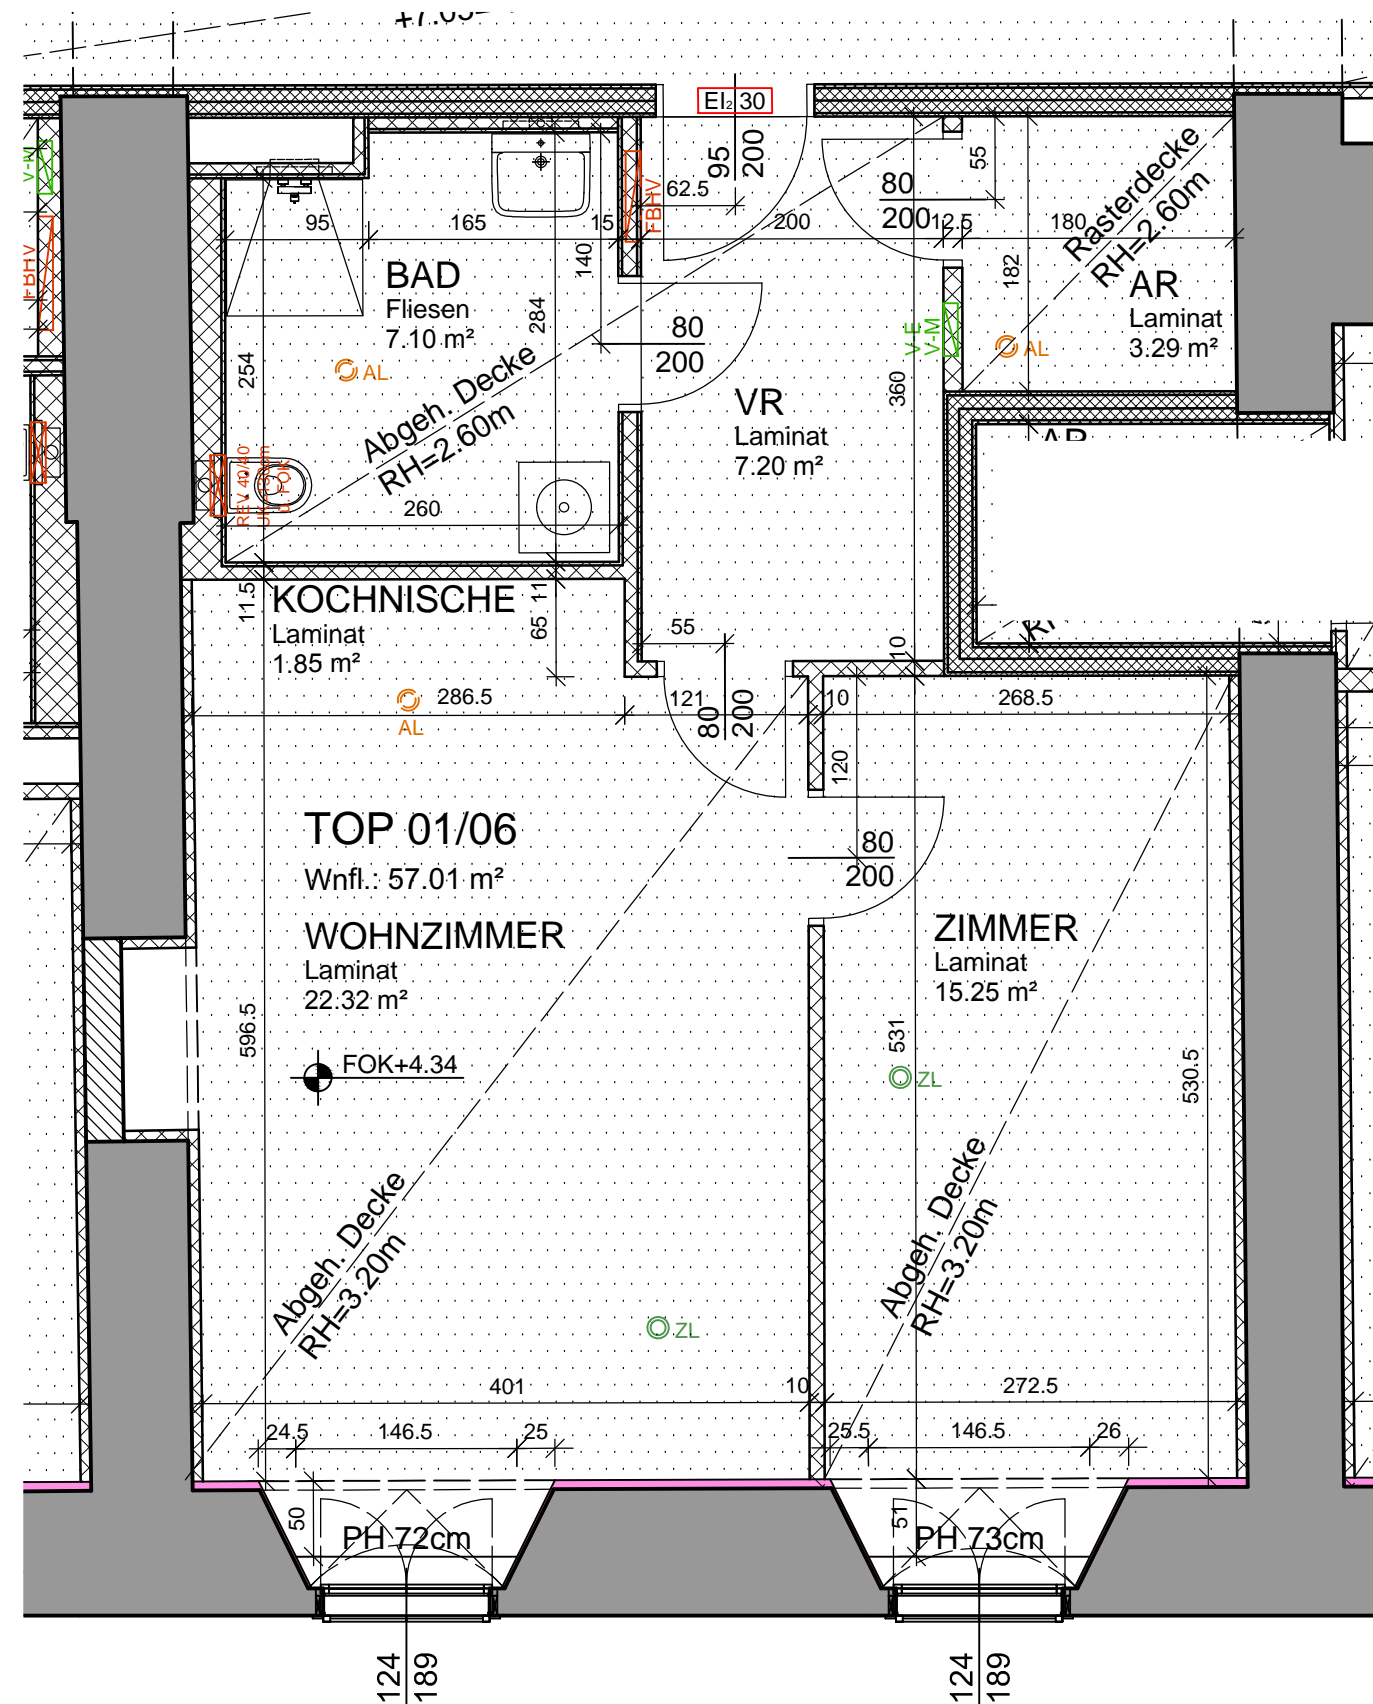 EI₂ 30
95
200
62.5
FBHV
V-M
FBHV
55
80
200
12.5
180
95
165
15
200
140
284
182
254
360
Rasterdecke
RH=2.60m
BAD
Fliesen
7.10 m²
AR
Laminat
3.29 m²
80
200
V-E
V-M
AL
AL
Abgeh. Decke
RH=2.60m
VR
Laminat
7.20 m²
AR
REV 40/40
260
11.5
KOCHNISCHE
Laminat
1.85 m²
65
11
55
10
286.5
121
10
268.5
AL
80
200
120
TOP 01/06
Wnfl.: 57.01 m²
80
200
WOHNZIMMER
Laminat
22.32 m²
ZIMMER
Laminat
15.25 m²
596.5
531
530.5
FOK+4.34
ZL
Abgeh. Decke
RH=3.20m
Abgeh. Decke
RH=3.20m
ZL
401
10
272.5
24.5
146.5
25
25.5
146.5
26
50
PH 72cm
51
PH 73cm
124
189
124
189